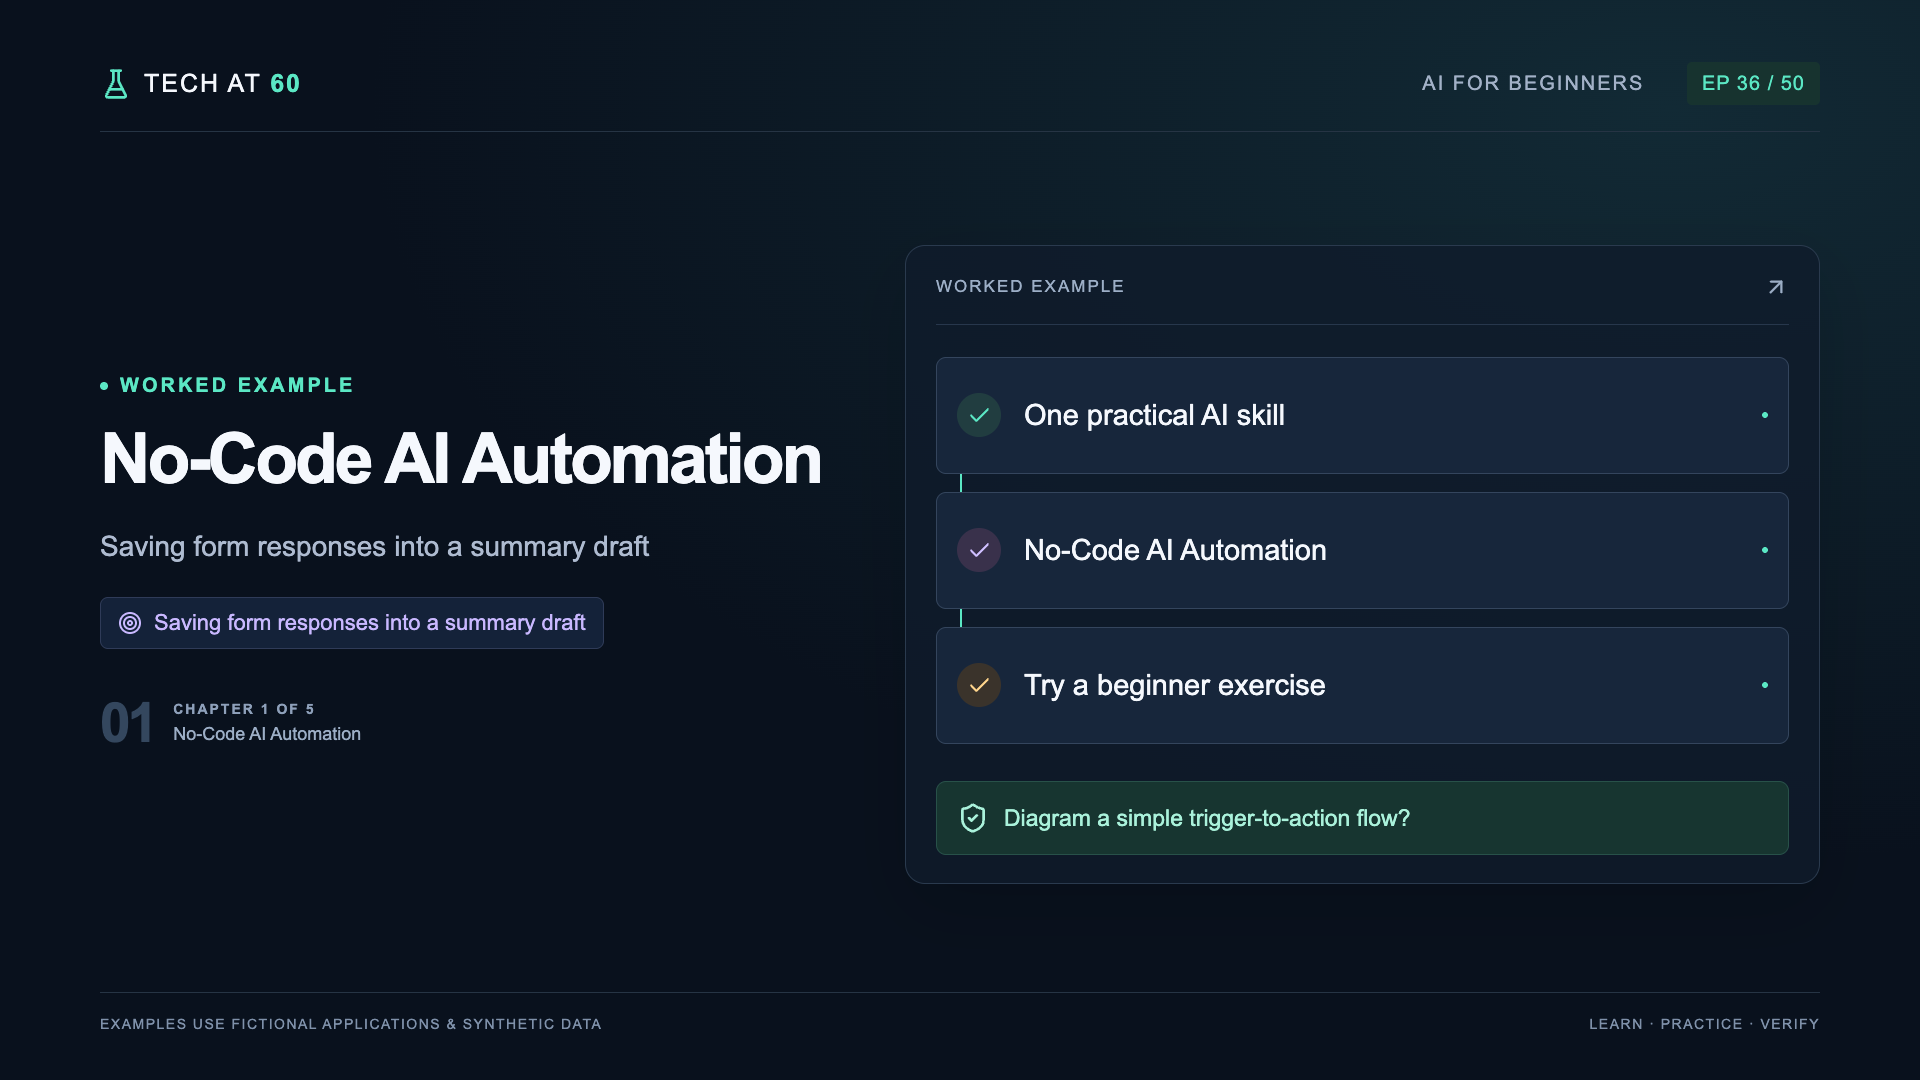 TECH AT 60
AI FOR BEGINNERS
EP 36 / 50
WORKED EXAMPLE
No-Code AI Automation
Saving form responses into a summary draft
Saving form responses into a summary draft
01
CHAPTER 1 OF 5
No-Code AI Automation
WORKED EXAMPLE
One practical AI skill
No-Code AI Automation
Try a beginner exercise
Diagram a simple trigger-to-action flow?
EXAMPLES USE FICTIONAL APPLICATIONS & SYNTHETIC DATA
LEARN · PRACTICE · VERIFY